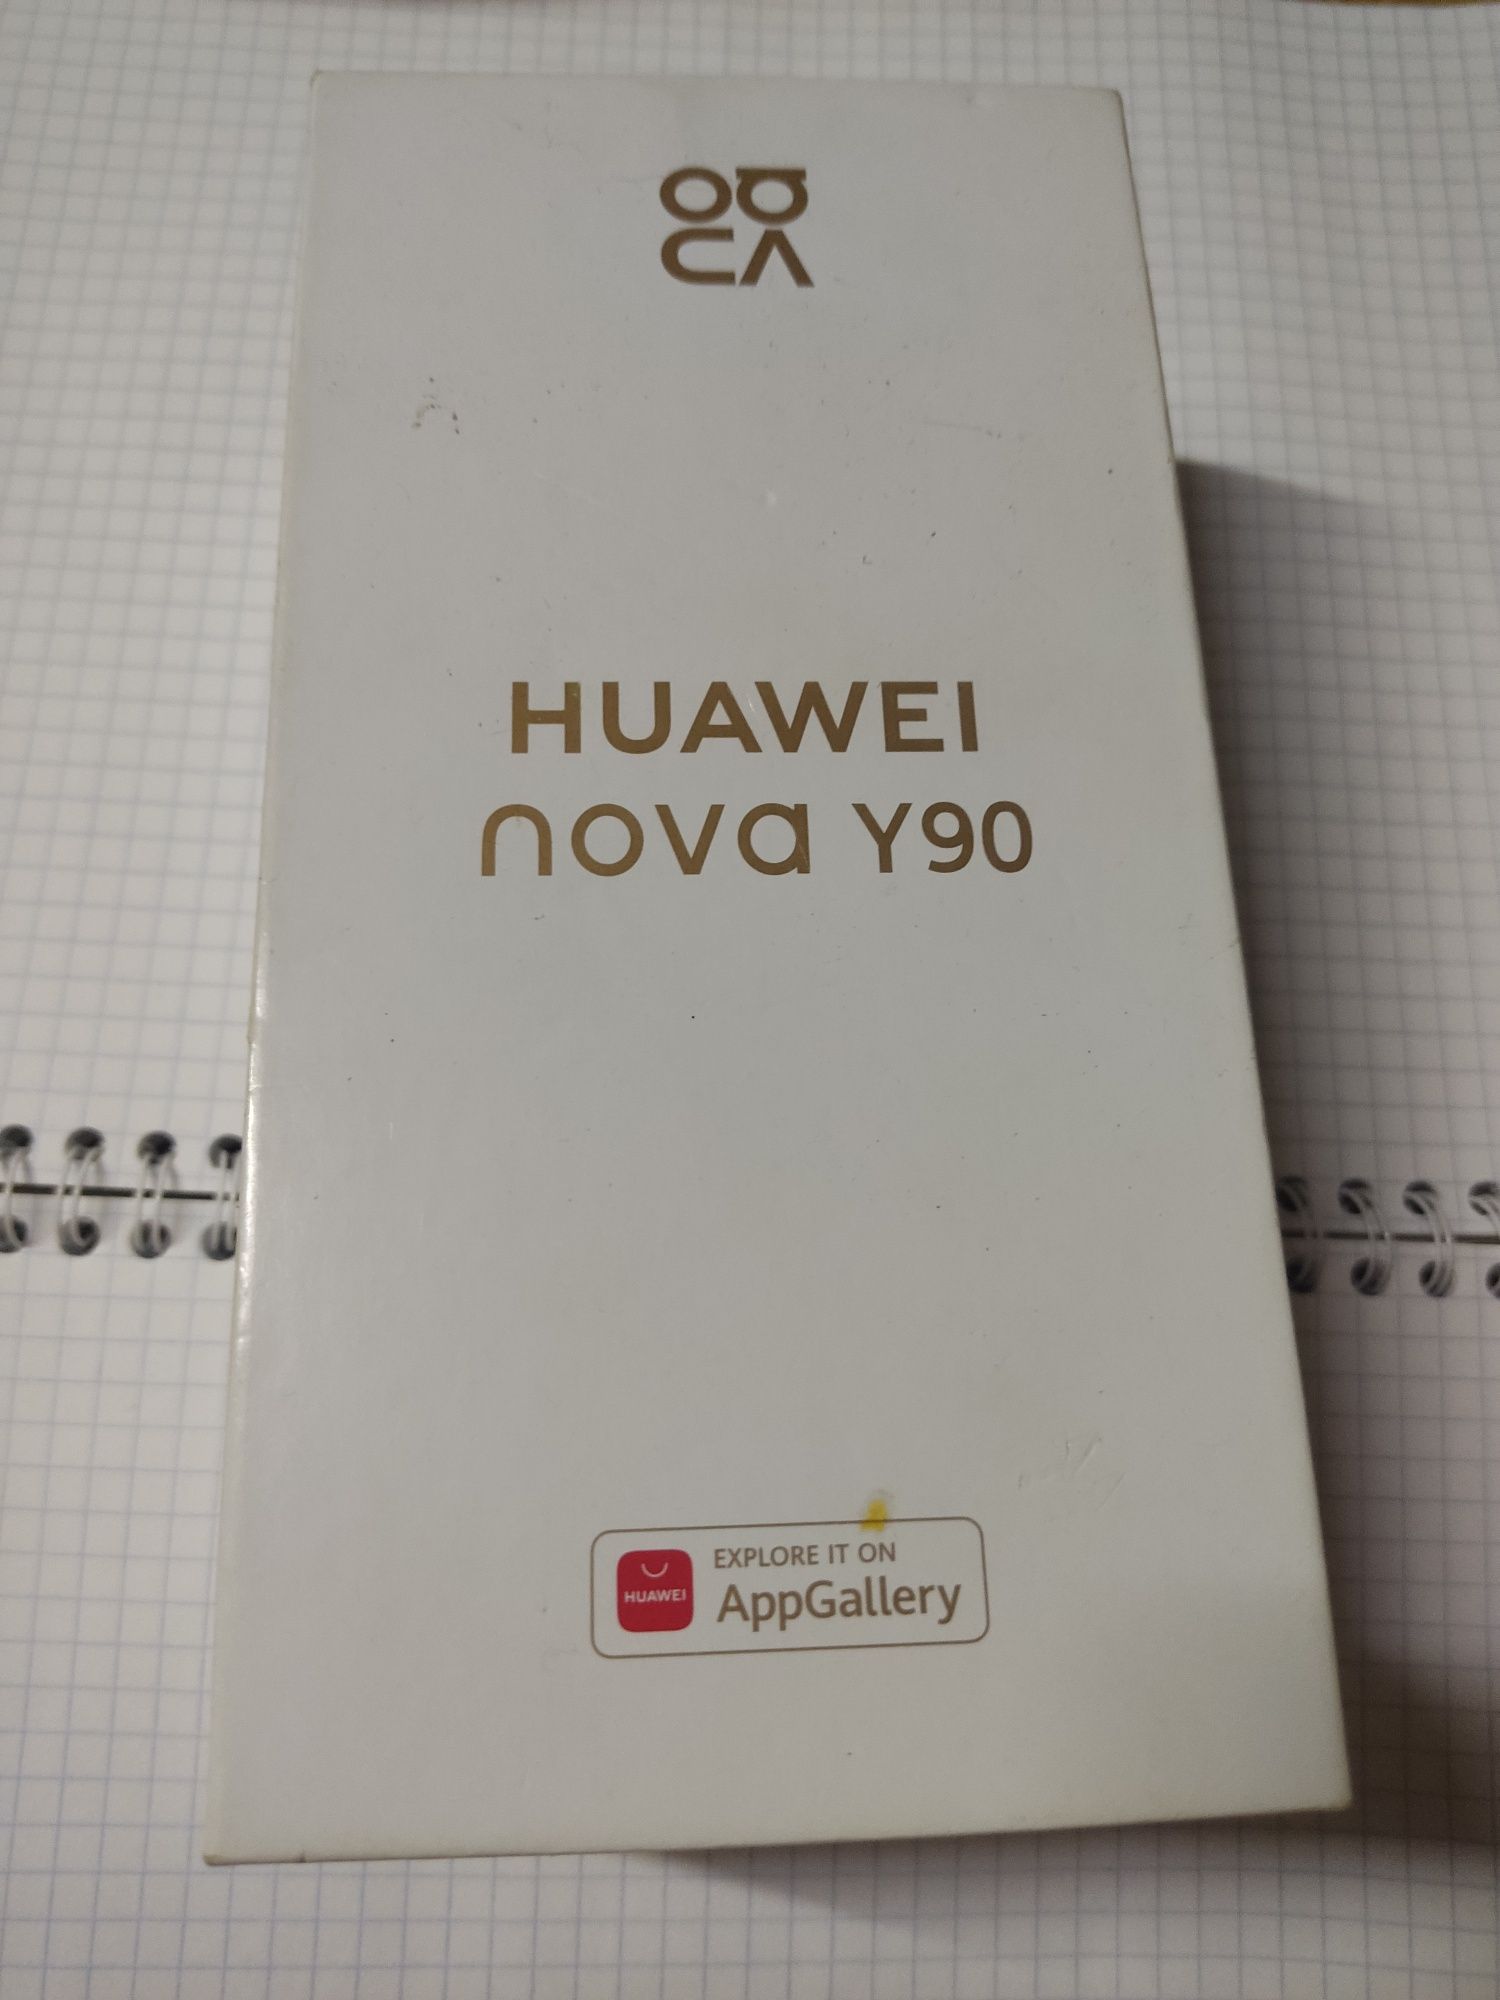 HUAWEI
nova Y90
EXPLORE IT ON
AppGallery
HUAWEI